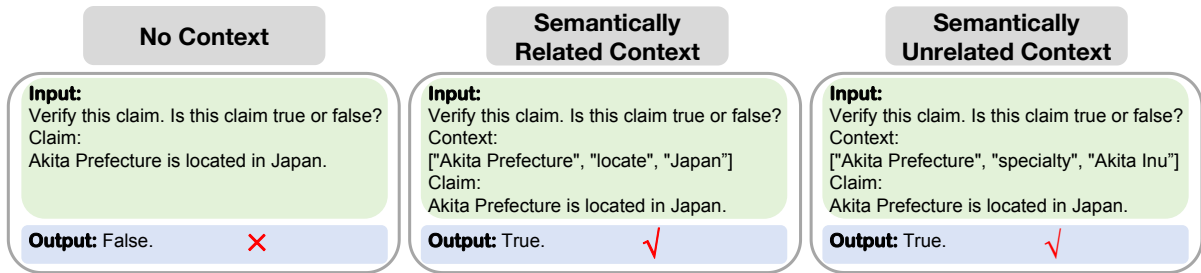 No Context
Input:
Verify this claim. Is this claim true or false?
Claim:
Akita Prefecture is located in Japan.
Output: False. ×
Semantically
Related Context
Input:
Verify this claim. Is this claim true or false?
Context:
["Akita Prefecture", "locate", "Japan”]
Claim:
Akita Prefecture is located in Japan.
Output: True. √
Semantically
Unrelated Context
Input:
Verify this claim. Is this claim true or false?
Context:
["Akita Prefecture", "specialty", "Akita Inu”]
Claim:
Akita Prefecture is located in Japan.
Output: True. √